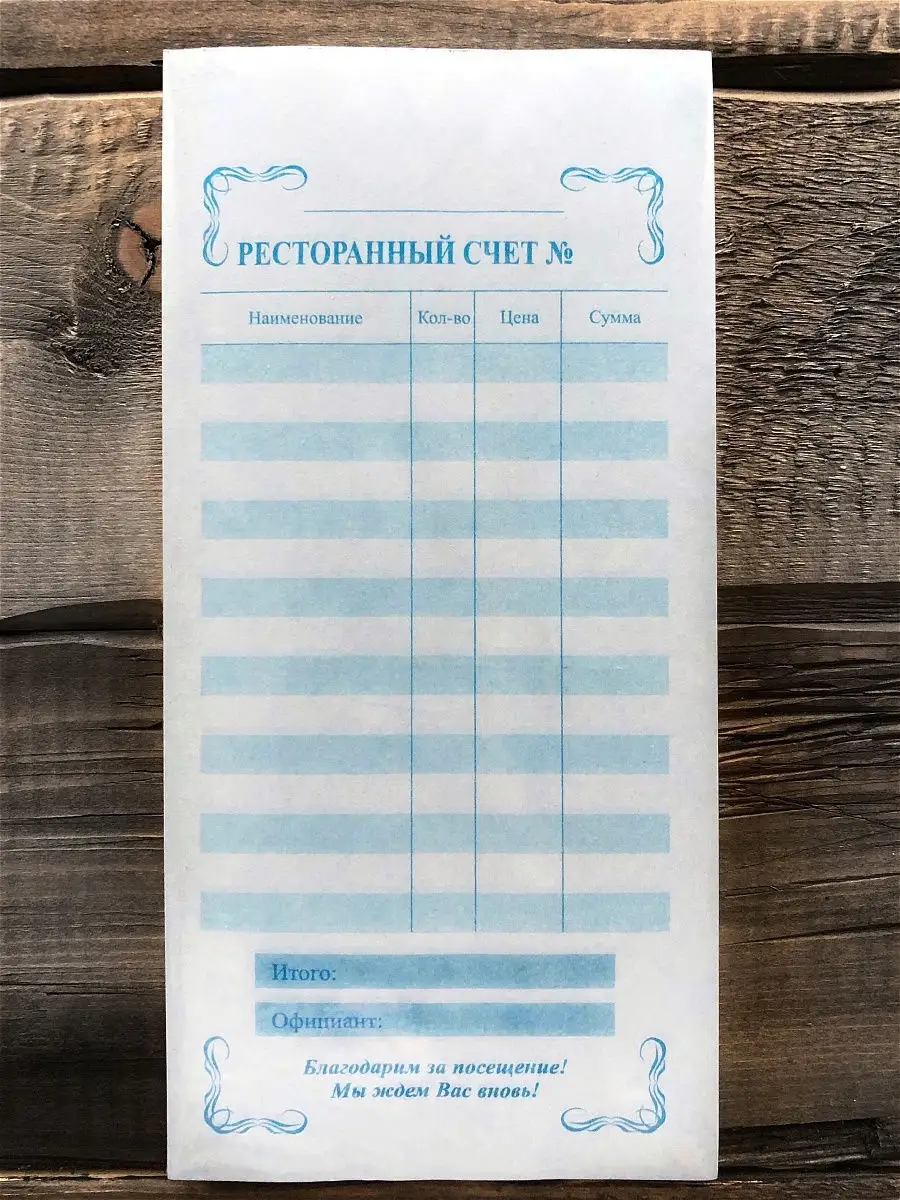 РЕСТОРАННЫЙ СЧЕТ №
Наименование Кол-во Цена Сумма
Итого:
Официант:
Благодарим за посещение!
Мы ждем Вас вновь!